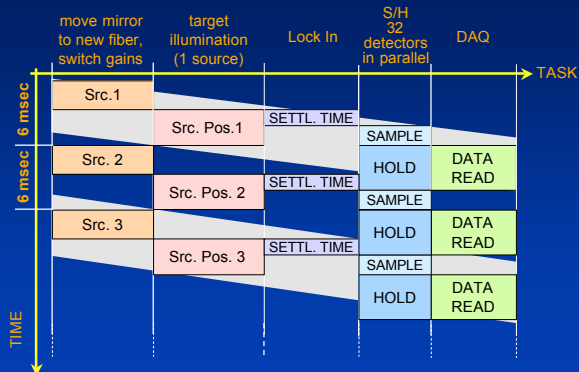 move mirror
to new fiber,
switch gains
target
illumination
(1 source)
Lock In
S/H
32
detectors
in parallel
DAQ
TASK
6 msec
6 msec
TIME
Src.1
Src. Pos.1
SETTL. TIME
SAMPLE
Src. 2
HOLD
DATA
READ
SETTL. TIME
Src. Pos. 2
SAMPLE
Src. 3
HOLD
DATA
READ
SETTL. TIME
Src. Pos. 3
SAMPLE
HOLD
DATA
READ